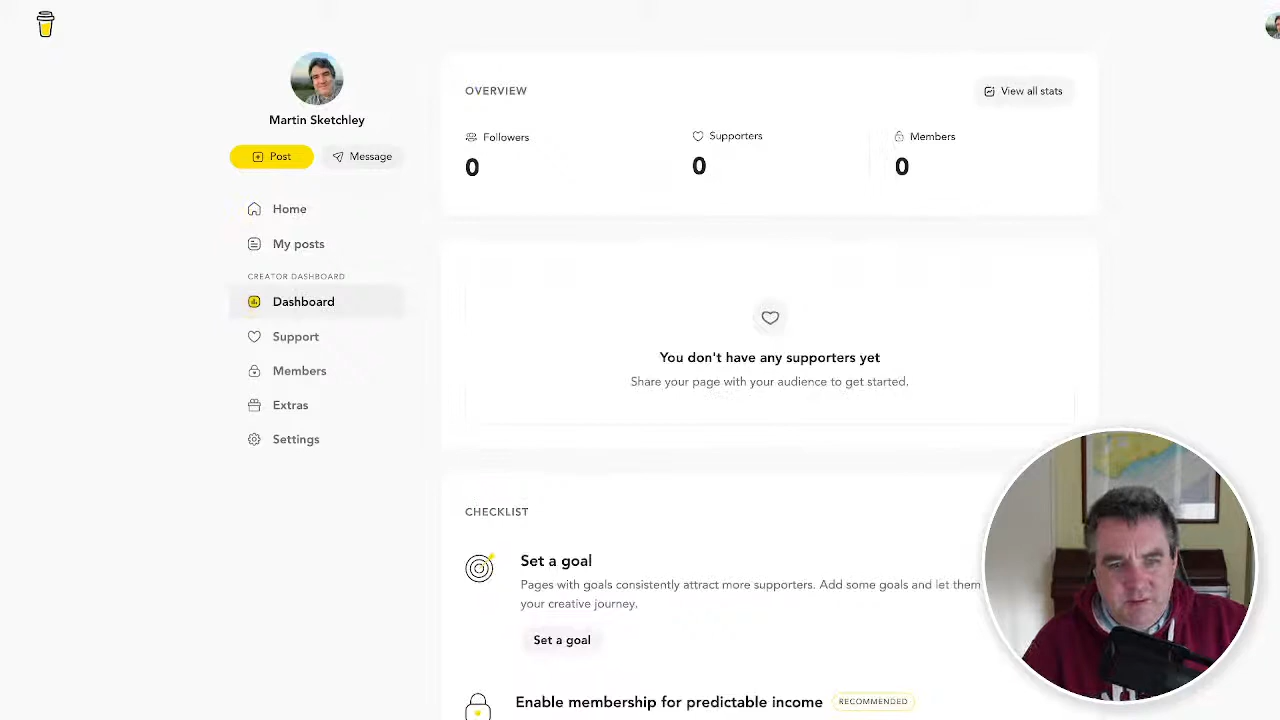 Martin Sketchley
Post
Message
Home
My posts
CREATOR DASHBOARD
Dashboard
Support
Members
Extras
Settings
OVERVIEW
View all stats
Followers
Supporters
Members
0
0
0
You don't have any supporters yet
Share your page with your audience to get started.
CHECKLIST
Set a goal
Pages with goals consistently attract more supporters. Add some goals and let them
your creative journey.
Set a goal
Enable membership for predictable income
RECOMMENDED